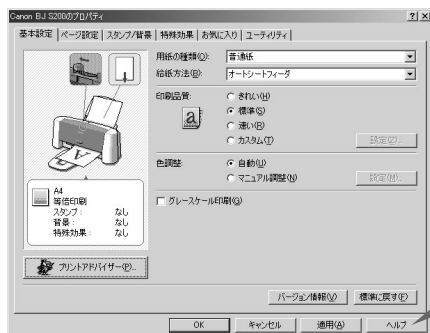 Canon BJ S200のプロパティ
基本設定 ページ設定 スタンプ/背景 特殊効果 お気に入り ユーティリティ
用紙の種類(Q): 普通紙
給紙方法(B): オートシートフィーダ
印刷品質: きれい(H)
標準(S)
速い(R)
カスタム(T) 設定(Z)...
色調整: 自動(U)
マニュアル調整(N) 設定(M)...
グレースケール印刷(G)
A4
等倍印刷
スタンプ: なし
背景: なし
特殊効果: なし
プリントアドバイザー(P)...
バージョン情報(V) 標準に戻す(F)
OK キャンセル 適用(A) ヘルプ